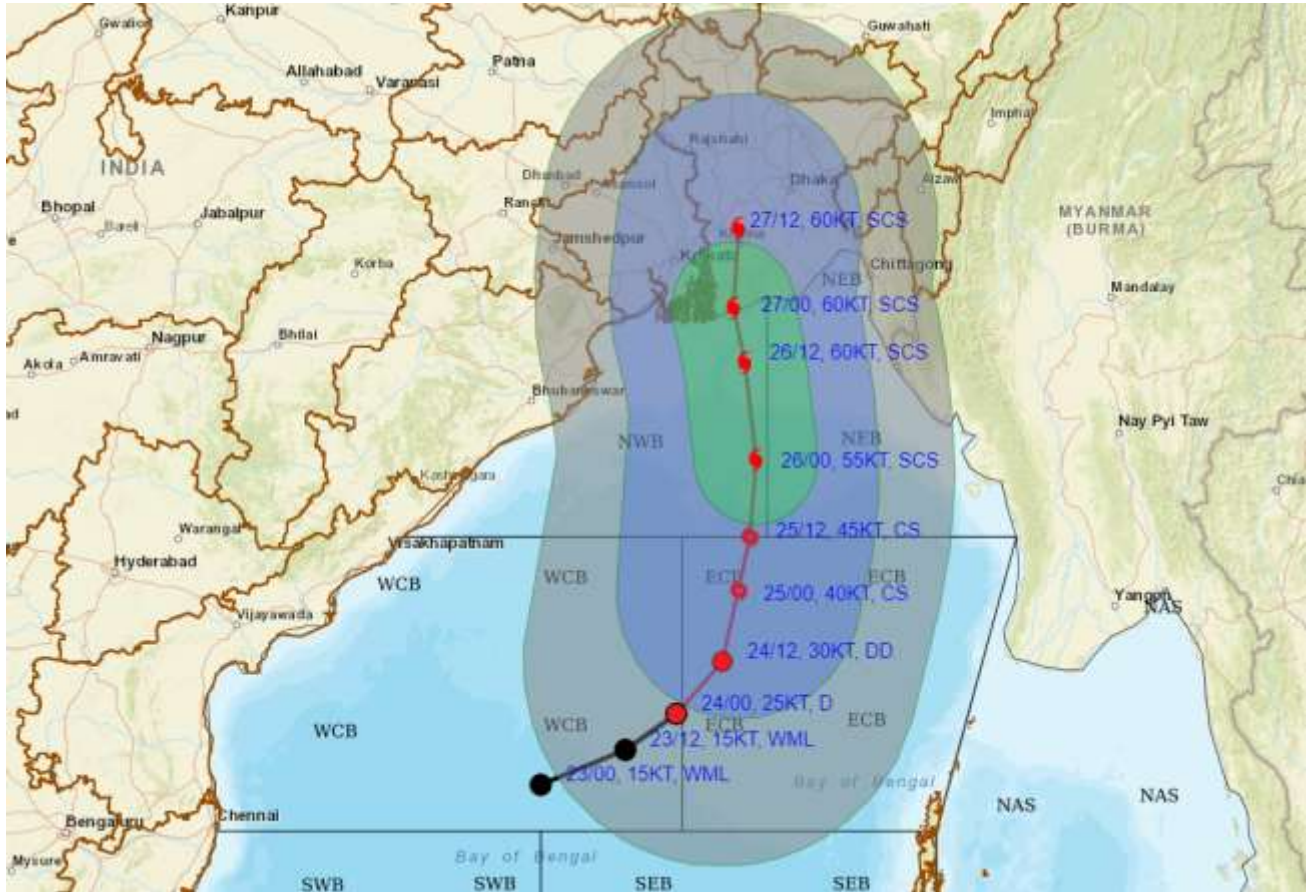 Gwalior
Kanpur
Guwahati
Allahabad
Varanasi
Patna
Imphal
Rajshahi
INDIA
Dhanbad
Asansol
Dhaka
Aizawl
Bhopal
Jabalpur
Ranchi
MYANMAR
(BURMA)
27/12, 60KT, SCS
Jamshedpur
Korba
NEB
Chittagong
Mandalay
27/00, 60KT, SCS
Nagpur
Bhilai
Akola
Amravati
26/12, 60KT, SCS
Bhubaneswar
NWB
NEB
Nay Pyi Taw
26/00, 55KT, SCS
Warangal
25/12, 45KT, CS
Visakhapatnam
Hyderabad
WCB
WCB
ECB
ECB
25/00, 40KT, CS
Vijayawada
Yangon
NAS
24/12, 30KT, DD
24/00, 25KT, D
WCB
WCB
ECB
ECB
23/12, 15KT, WML
23/00, 15KT, WML
Bay of Bengal
NAS
NAS
Chennai
Bengaluru
Mysure
Bay of Bengal
SWB
SWB
SEB
SEB